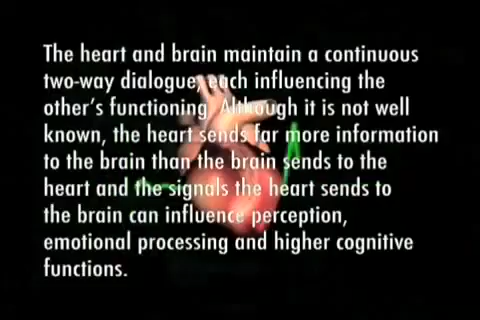 The heart and brain maintain a continuous
two-way dialogue, each influencing the
other's functioning. Although it is not well
known, the heart sends far more information
to the brain than the brain sends to the
heart and the signals the heart sends to
the brain can influence perception,
emotional processing and higher cognitive
functions.